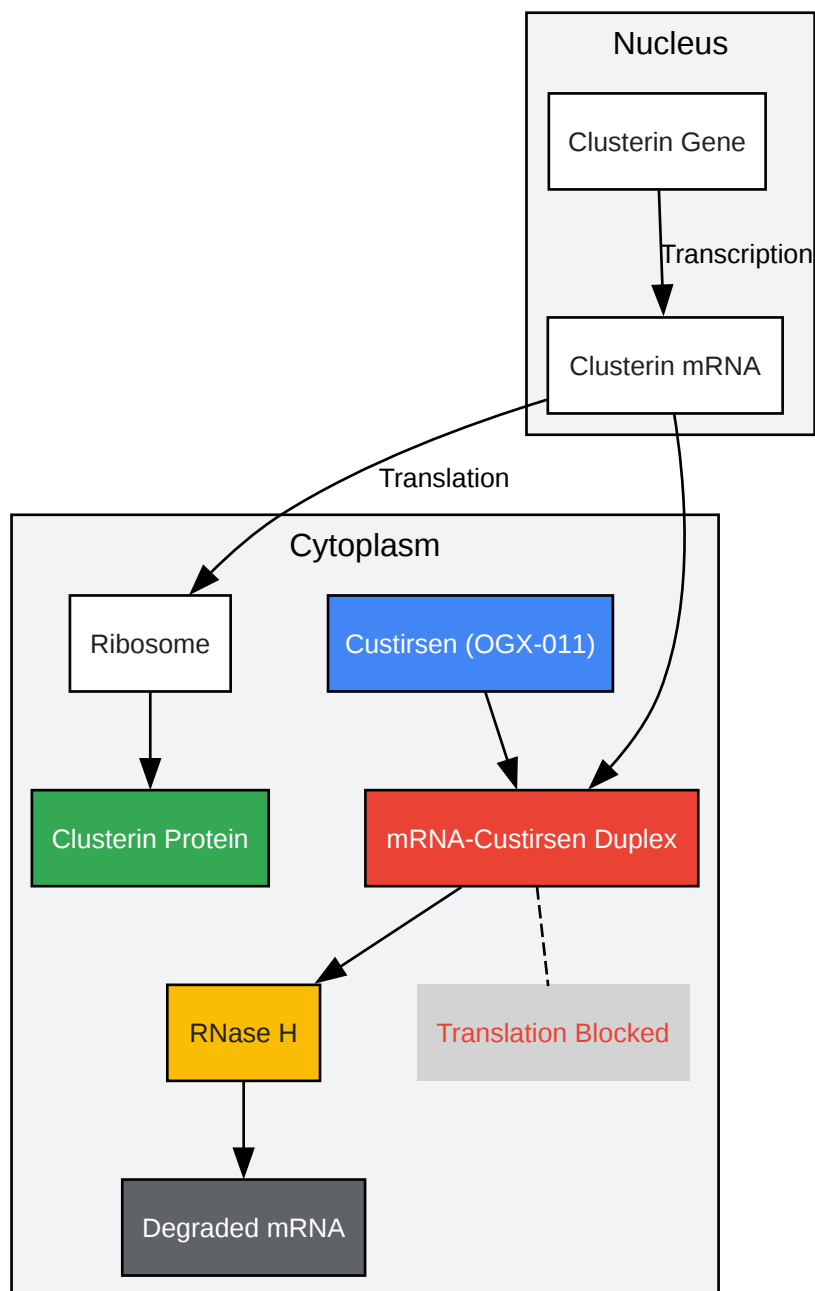 Nucleus
Clusterin Gene
Transcription
Clusterin mRNA
Translation
Cytoplasm
Ribosome
Custirsen (OGX-011)
Clusterin Protein
mRNA-Custirsen Duplex
RNase H
Translation Blocked
Degraded mRNA